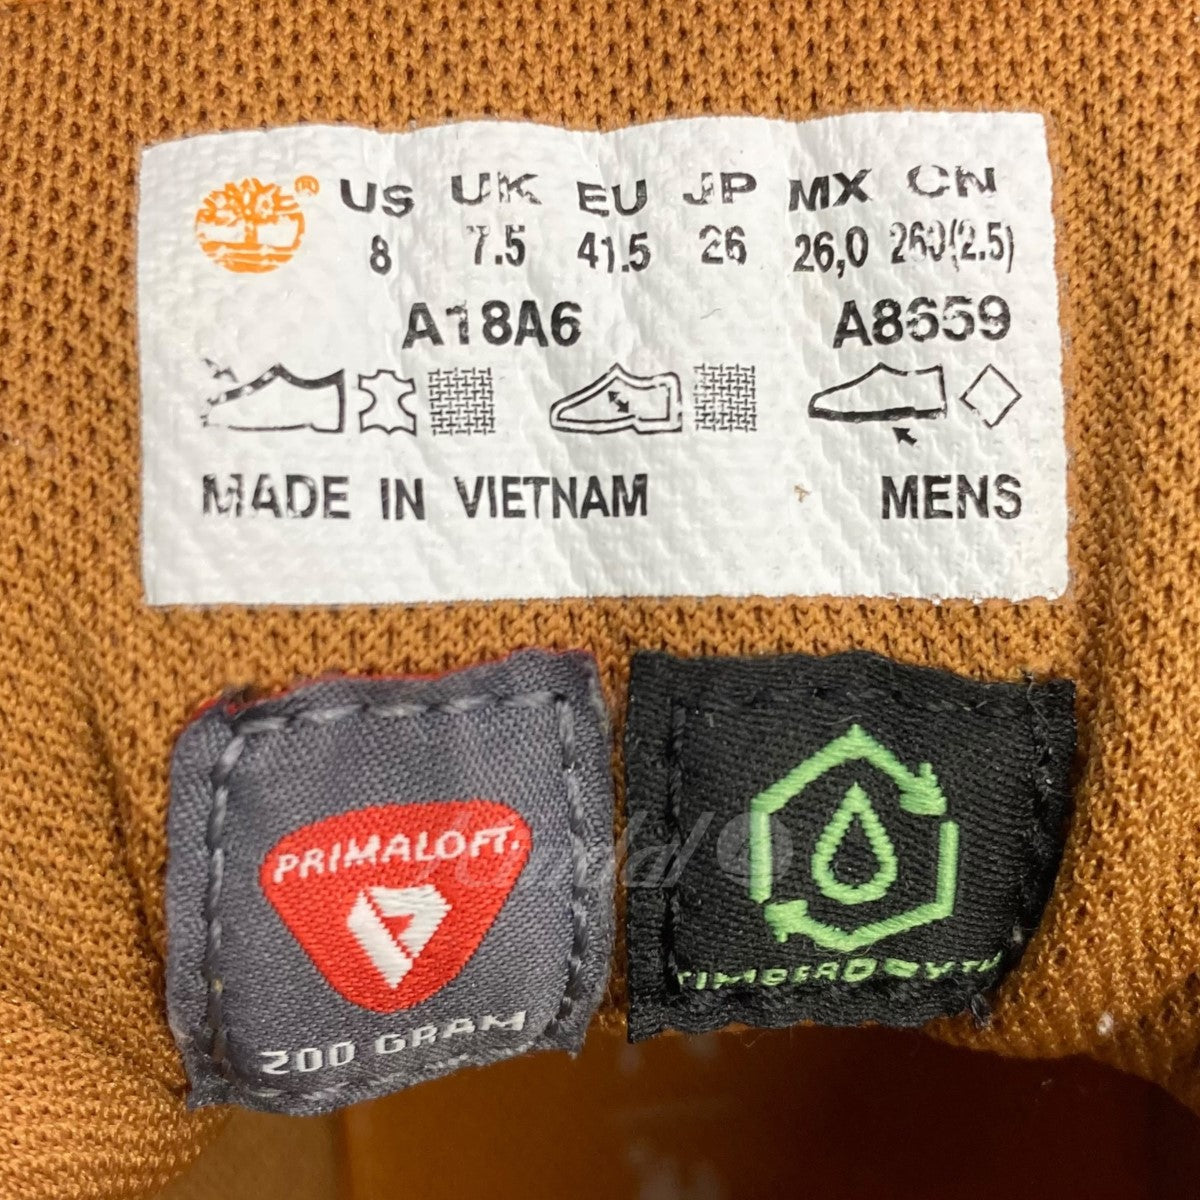 ® US UK EU JP MX CN
8 7.5 41.5 26 26,0 260(2.5)
A18A6 A8659
MADE IN VIETNAM MENS
PRIMALOFT.
200 GRAM
TIMBERDRYTM